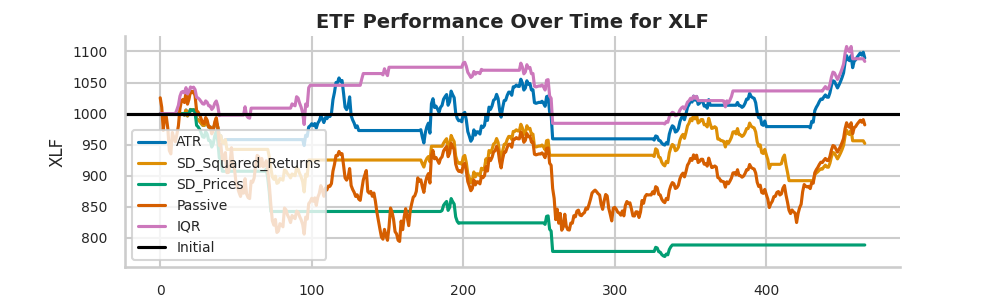 ETF Performance Over Time for XLF
XLF
1100
1050
1000
950
900
850
800
ATR
SD_Squared_Returns
SD_Prices
Passive
IQR
Initial
0
100
200
300
400